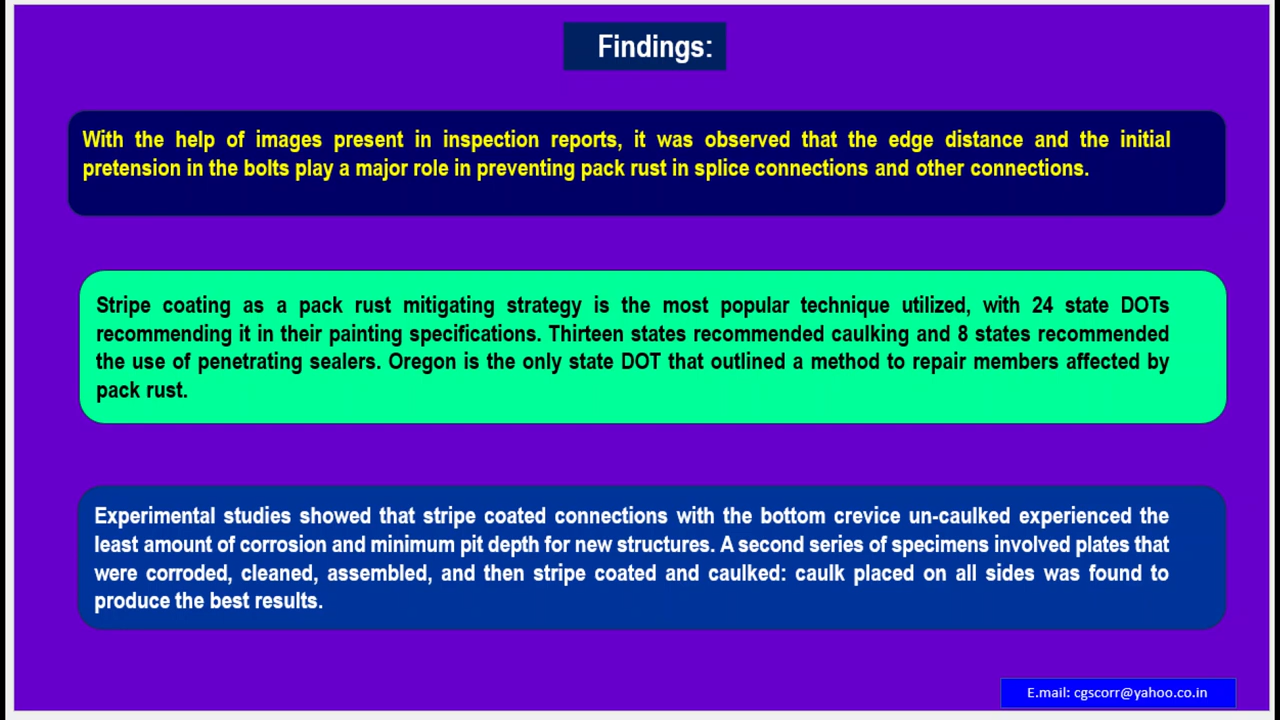 Findings:
With the help of images present in inspection reports, it was observed that the edge distance and the initial
pretension in the bolts play a major role in preventing pack rust in splice connections and other connections.
Stripe coating as a pack rust mitigating strategy is the most popular technique utilized, with 24 state DOTs
recommending it in their painting specifications. Thirteen states recommended caulking and 8 states recommended
the use of penetrating sealers. Oregon is the only state DOT that outlined a method to repair members affected by
pack rust.
Experimental studies showed that stripe coated connections with the bottom crevice un-caulked experienced the
least amount of corrosion and minimum pit depth for new structures. A second series of specimens involved plates that
were corroded, cleaned, assembled, and then stripe coated and caulked: caulk placed on all sides was found to
produce the best results.
E.mail: cgscorr@yahoo.co.in